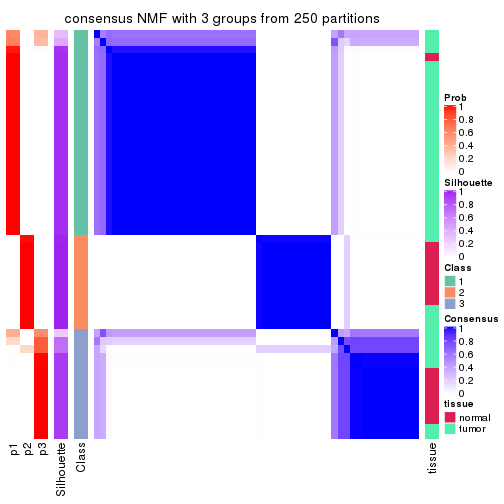 consensus NMF with 3 groups from 250 partitions
Prob
1
0.8
0.6
0.4
0.2
0
Silhouette
1
0.8
0.6
0.4
0.2
0
Class
1
2
3
Consensus
1
0.8
0.6
0.4
0.2
0
tissue
normal
tumor
p1
p2
p3
Silhouette
Class
tissue